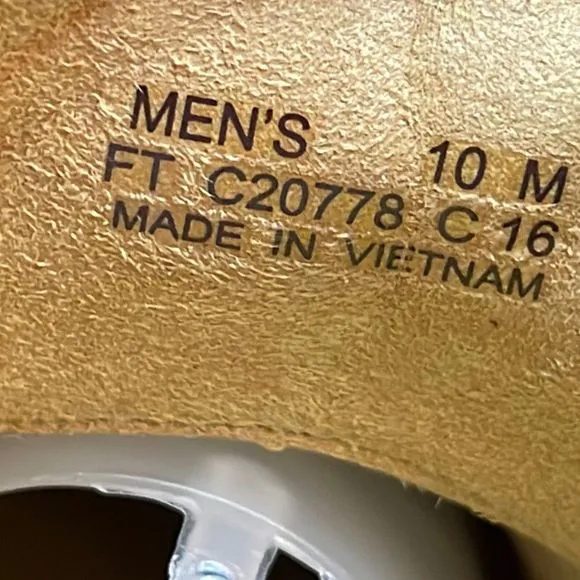 MEN'S 10 M
FT C20778 C 16
MADE IN VIETNAM